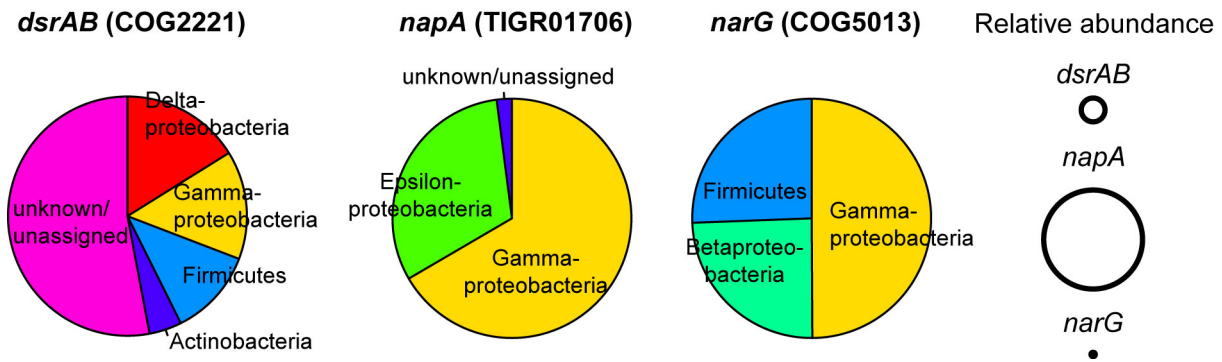 dsrAB (COG2221)
Delta-
proteobacteria
Gamma-
proteobacteria
unknown/
unassigned
Firmicutes
Actinobacteria
napA (TIGR01706)
unknown/unassigned
Epsilon-
proteobacteria
Gamma-
proteobacteria
narG (COG5013)
Firmicutes
Gamma-
proteobacteria
Betaproteo-
bacteria
Relative abundance
dsrAB
napA
narG